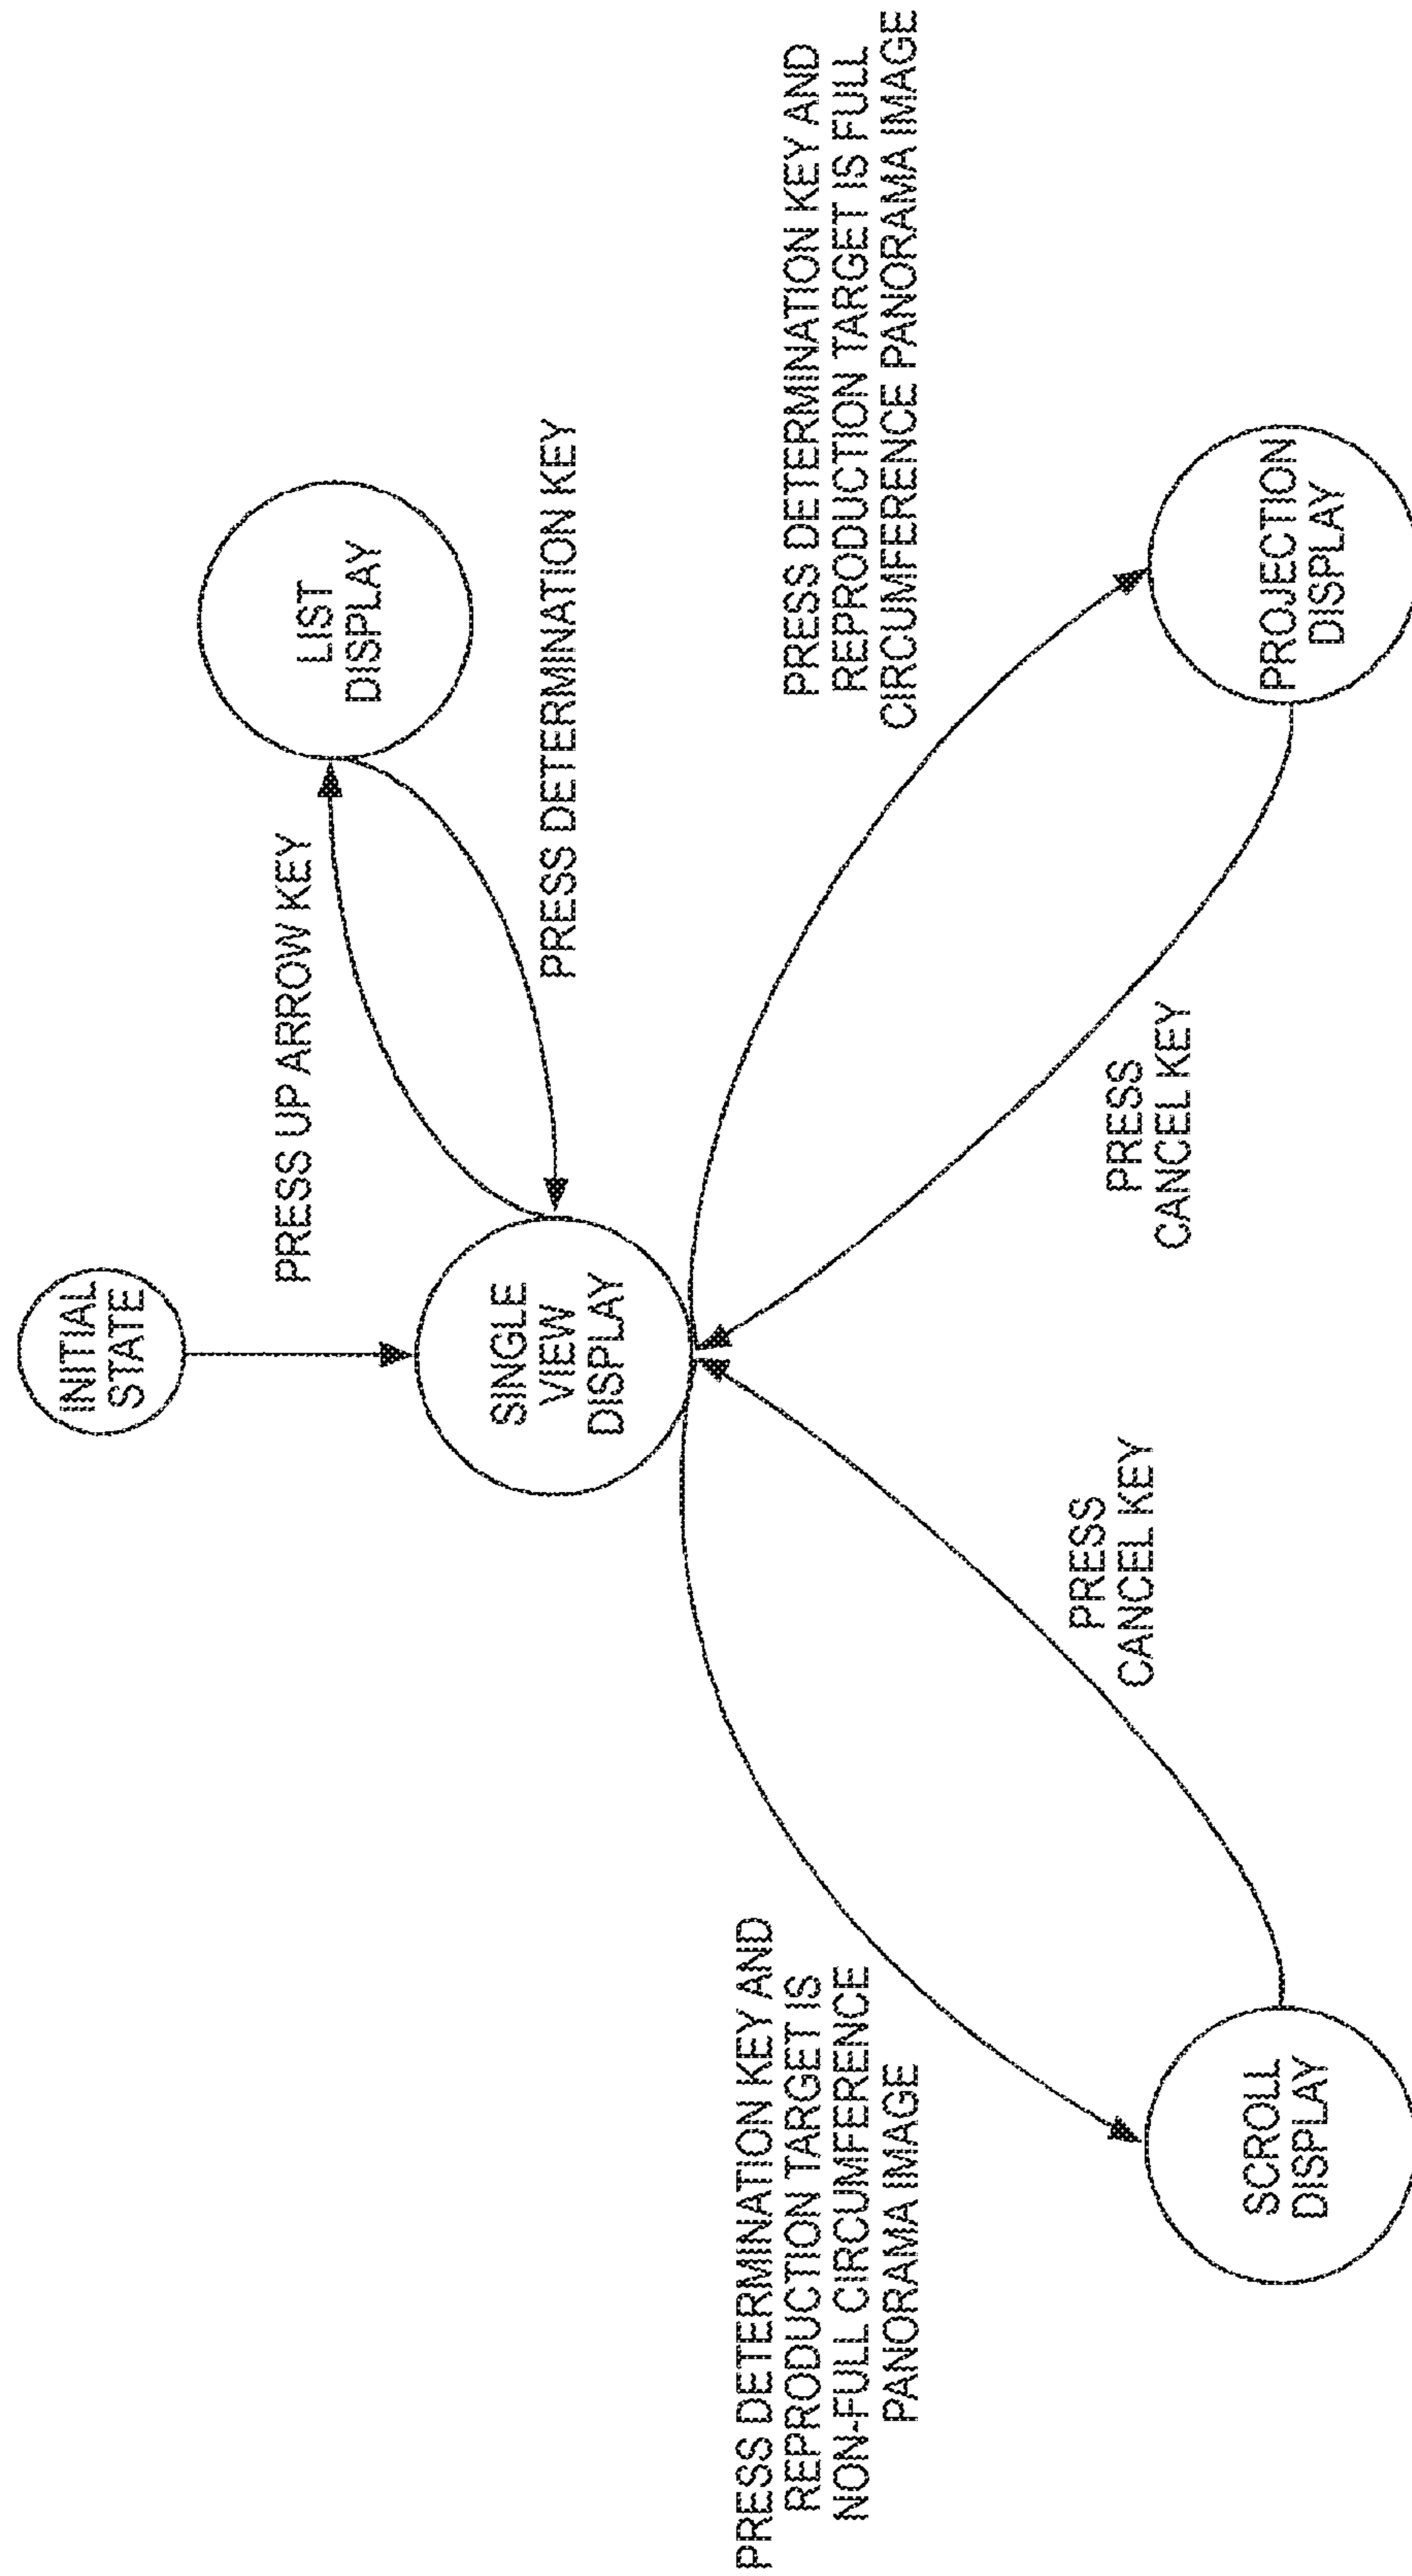 INITIAL
STATE
PRESS UP ARROW KEY
LIST
DISPLAY
SINGLE
VIEW
DISPLAY
PRESS DETERMINATION KEY
PRESS DETERMINATION KEY AND
REPRODUCTION TARGET IS
NON-FULL CIRCUMFERENCE
PANORAMA IMAGE
PRESS DETERMINATION KEY AND
REPRODUCTION TARGET IS FULL
CIRCUMFERENCE PANORAMA IMAGE
PRESS
CANCEL KEY
PRESS
CANCEL KEY
SCROLL
DISPLAY
PROJECTION
DISPLAY